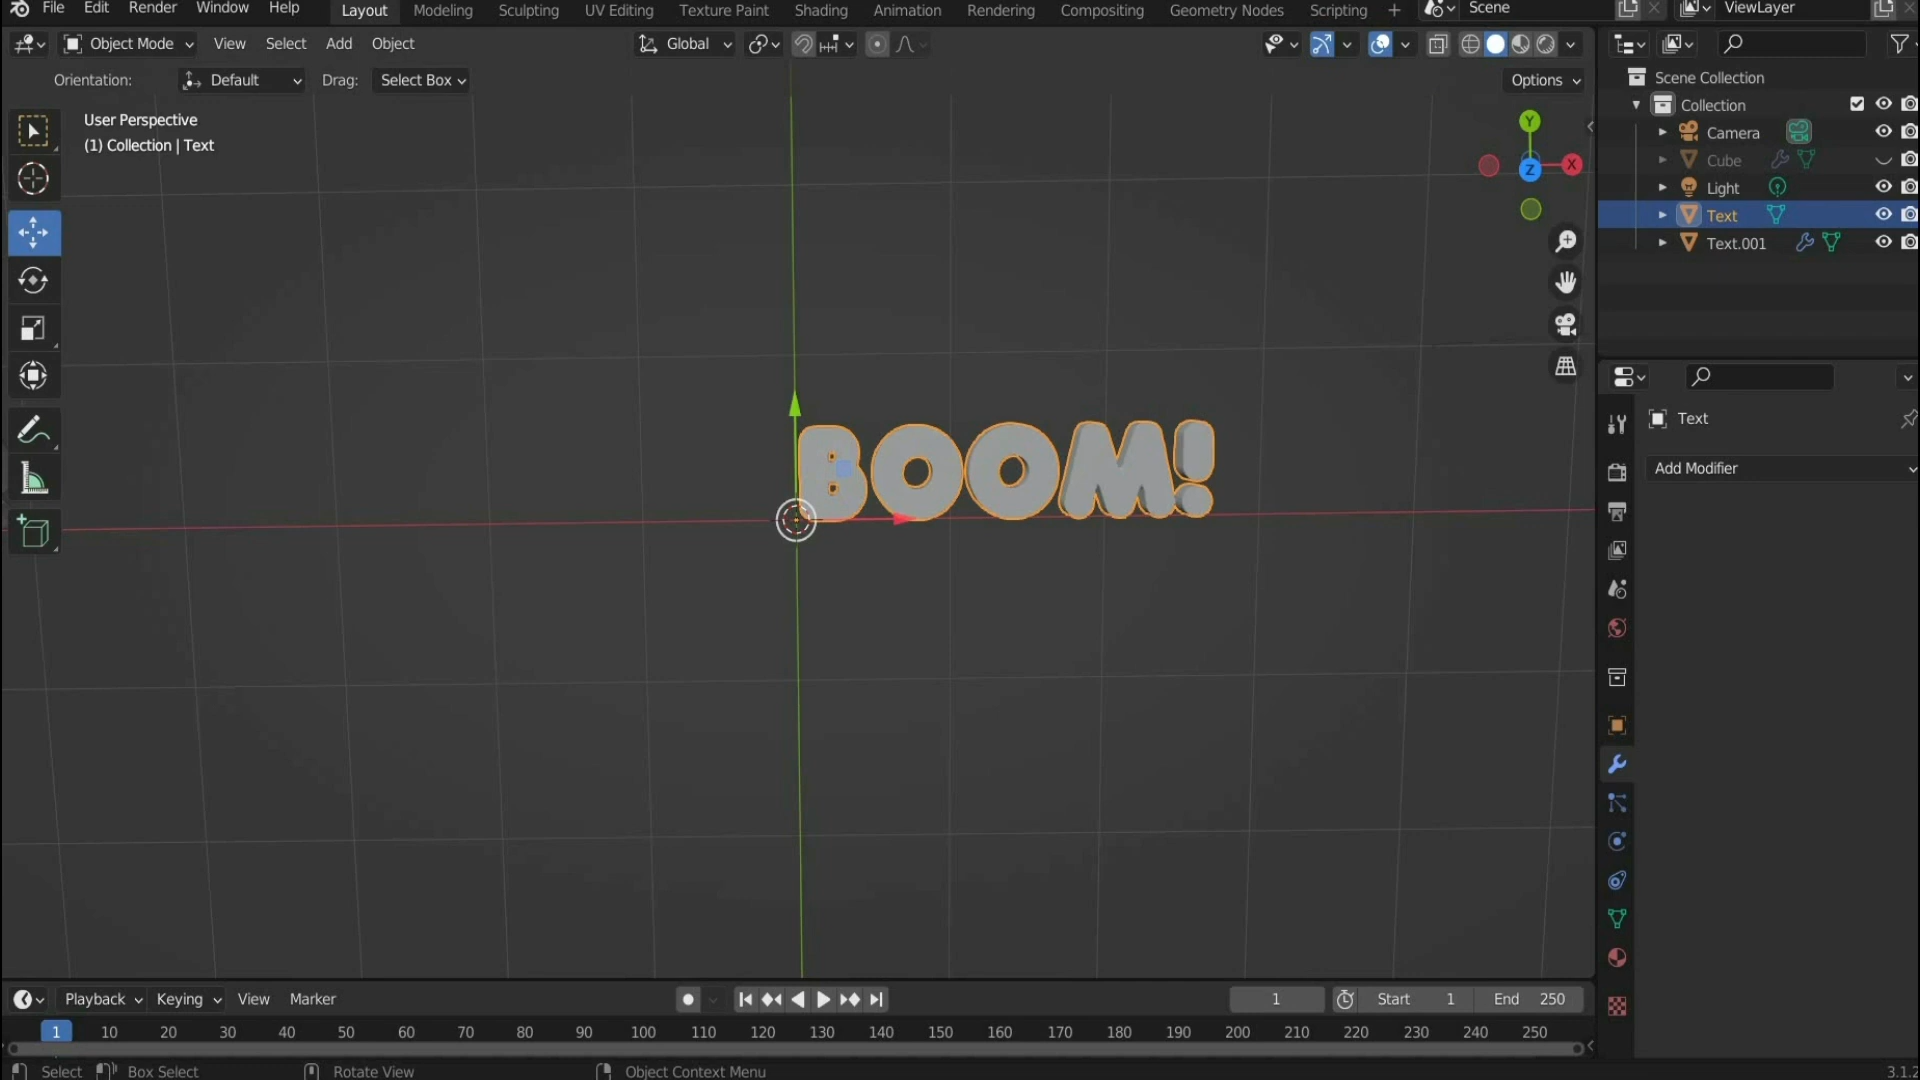 File Edit Render Window Help Layout Modeling Sculpting UV Editing Texture Paint Shading Animation Rendering Compositing Geometry Nodes Scripting + Scene ViewLayer
Object Mode View Select Add Object Global
Orientation: Default Drag: Select Box Options
User Perspective
(1) Collection | Text
Y
X
Z
BOOM!
Scene Collection
Collection
Camera
Cube
Light
Text
Text.001
Text
Add Modifier
Playback Keying View Marker 1 Start 1 End 250
1 10 20 30 40 50 60 70 80 90 100 110 120 130 140 150 160 170 180 190 200 210 220 230 240 250
Select Box Select Rotate View Object Context Menu 3.1.2